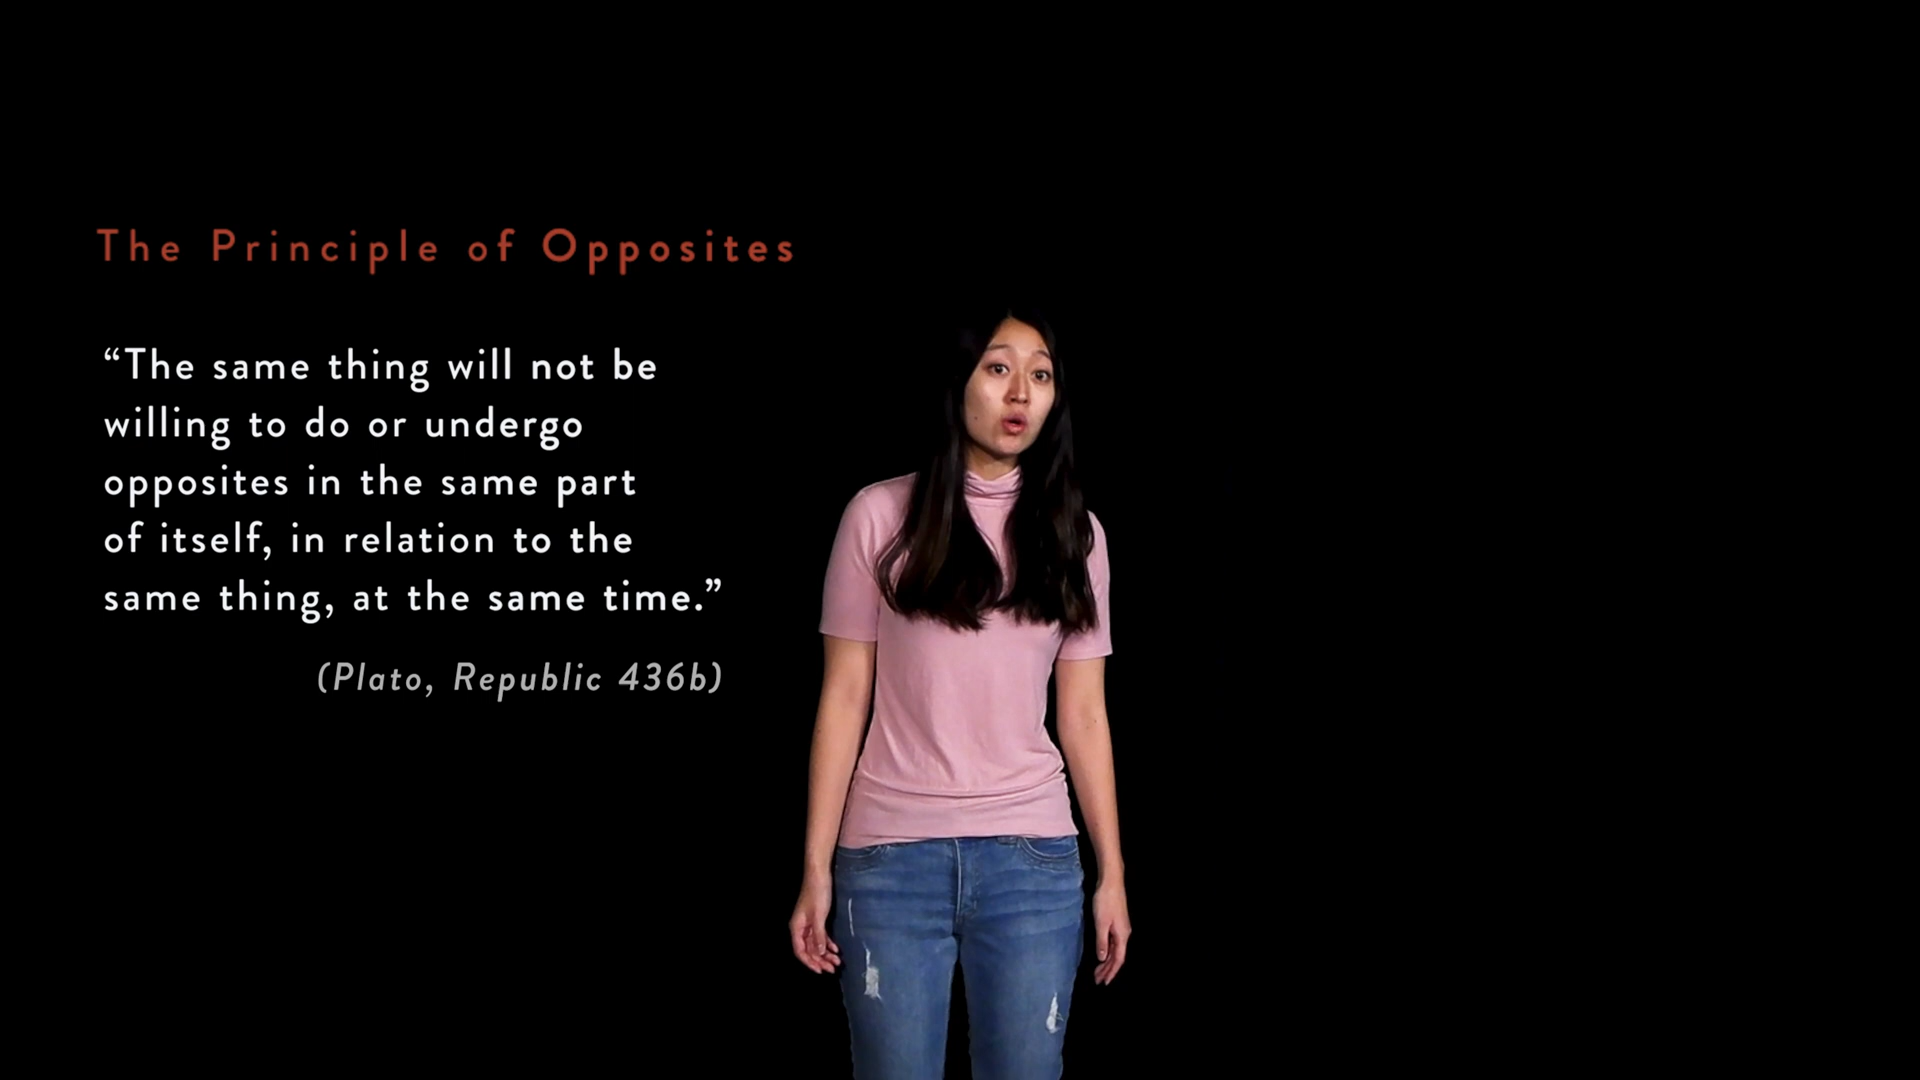 The Principle of Opposites
“The same thing will not be
willing to do or undergo
opposites in the same part
of itself, in relation to the
same thing, at the same time.”
(Plato, Republic 436b)